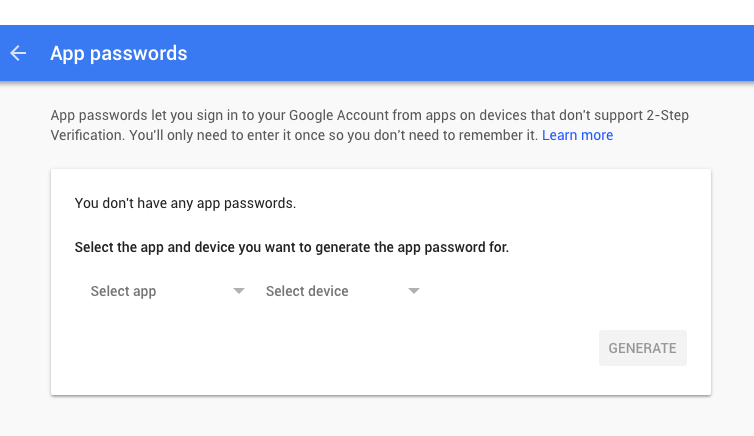 App passwords
App passwords let you sign in to your Google Account from apps on devices that don't support 2-Step
Verification. You'll only need to enter it once so you don't need to remember it. Learn more
You don't have any app passwords.
Select the app and device you want to generate the app password for.
Select app Select device
GENERATE